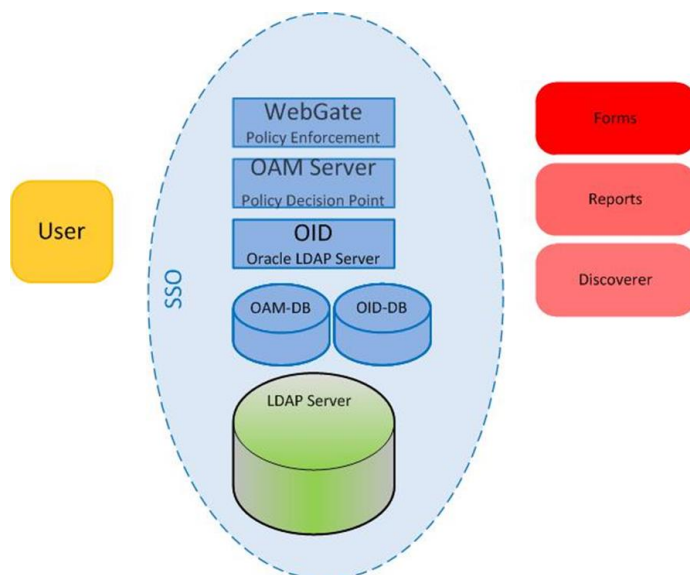 User
SSO
WebGate
Policy Enforcement
OAM Server
Policy Decision Point
OID
Oracle LDAP Server
OAM-DB
OID-DB
LDAP Server
Forms
Reports
Discoverer